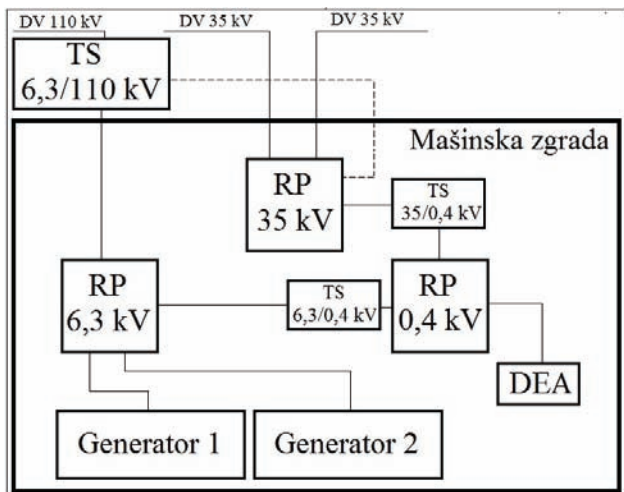 DV 110 kV
DV 35 kV
DV 35 kV
TS
6,3/110 kV
Mašinska zgrada
RP
35 kV
TS
35/0,4 kV
RP
6,3 kV
TS
6,3/0,4 kV
RP
0,4 kV
DEA
Generator 1
Generator 2